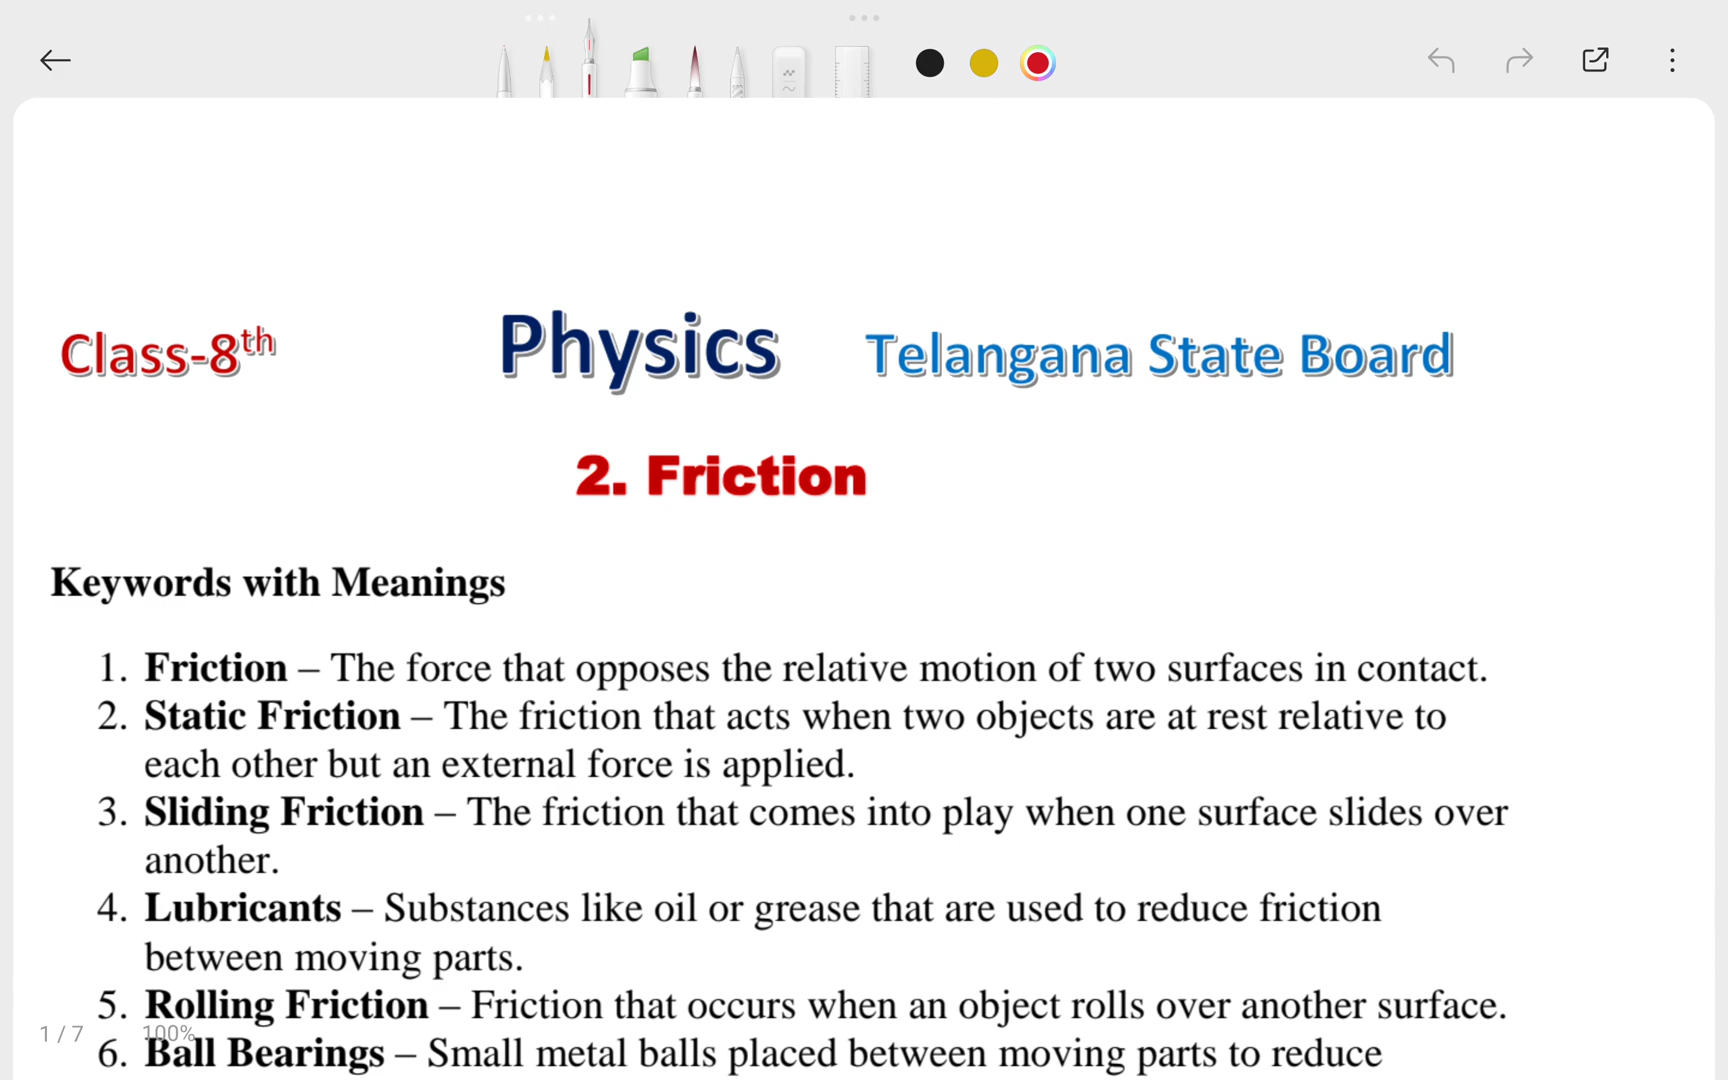 Class-8th Physics Telangana State Board
2. Friction
Keywords with Meanings
1. Friction – The force that opposes the relative motion of two surfaces in contact.
2. Static Friction – The friction that acts when two objects are at rest relative to
each other but an external force is applied.
3. Sliding Friction – The friction that comes into play when one surface slides over
another.
4. Lubricants – Substances like oil or grease that are used to reduce friction
between moving parts.
5. Rolling Friction – Friction that occurs when an object rolls over another surface.
1 / 7 100%
6. Ball Bearings – Small metal balls placed between moving parts to reduce